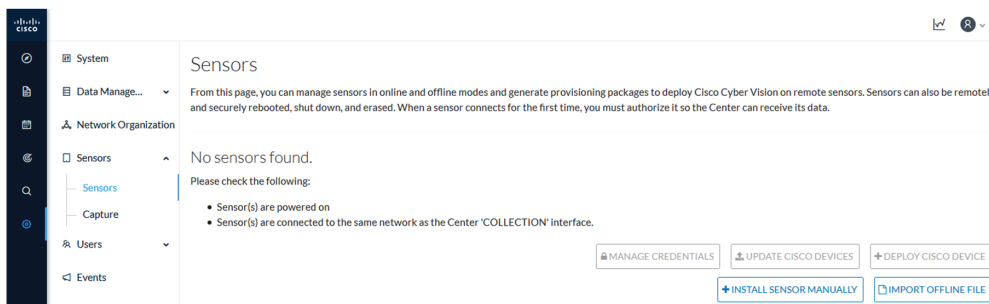 CISCO
System
Sensors
From this page, you can manage sensors in online and offline modes and generate provisioning packages to deploy Cisco Cyber Vision on remote sensors. Sensors can also be remotel
Data Manage...
and securely rebooted, shut down, and erased. When a sensor connects for the first time, you must authorize it so the Center can receive its data.
Network Organization
Sensors
No sensors found.
Please check the following:
Sensors
• Sensor(s) are powered on
Capture
• Sensor(s) are connected to the same network as the Center 'COLLECTION' interface.
Users
MANAGE CREDENTIALS
UPDATE CISCO DEVICES
+ DEPLOY CISCO DEVICE
Events
+ INSTALL SENSOR MANUALLY
IMPORT OFFLINE FILE